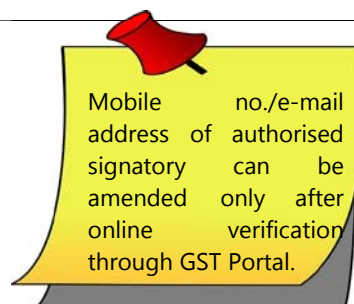 Mobile no./e-mail
address of authorised
signatory can be
amended only after
online verification
through GST Portal.